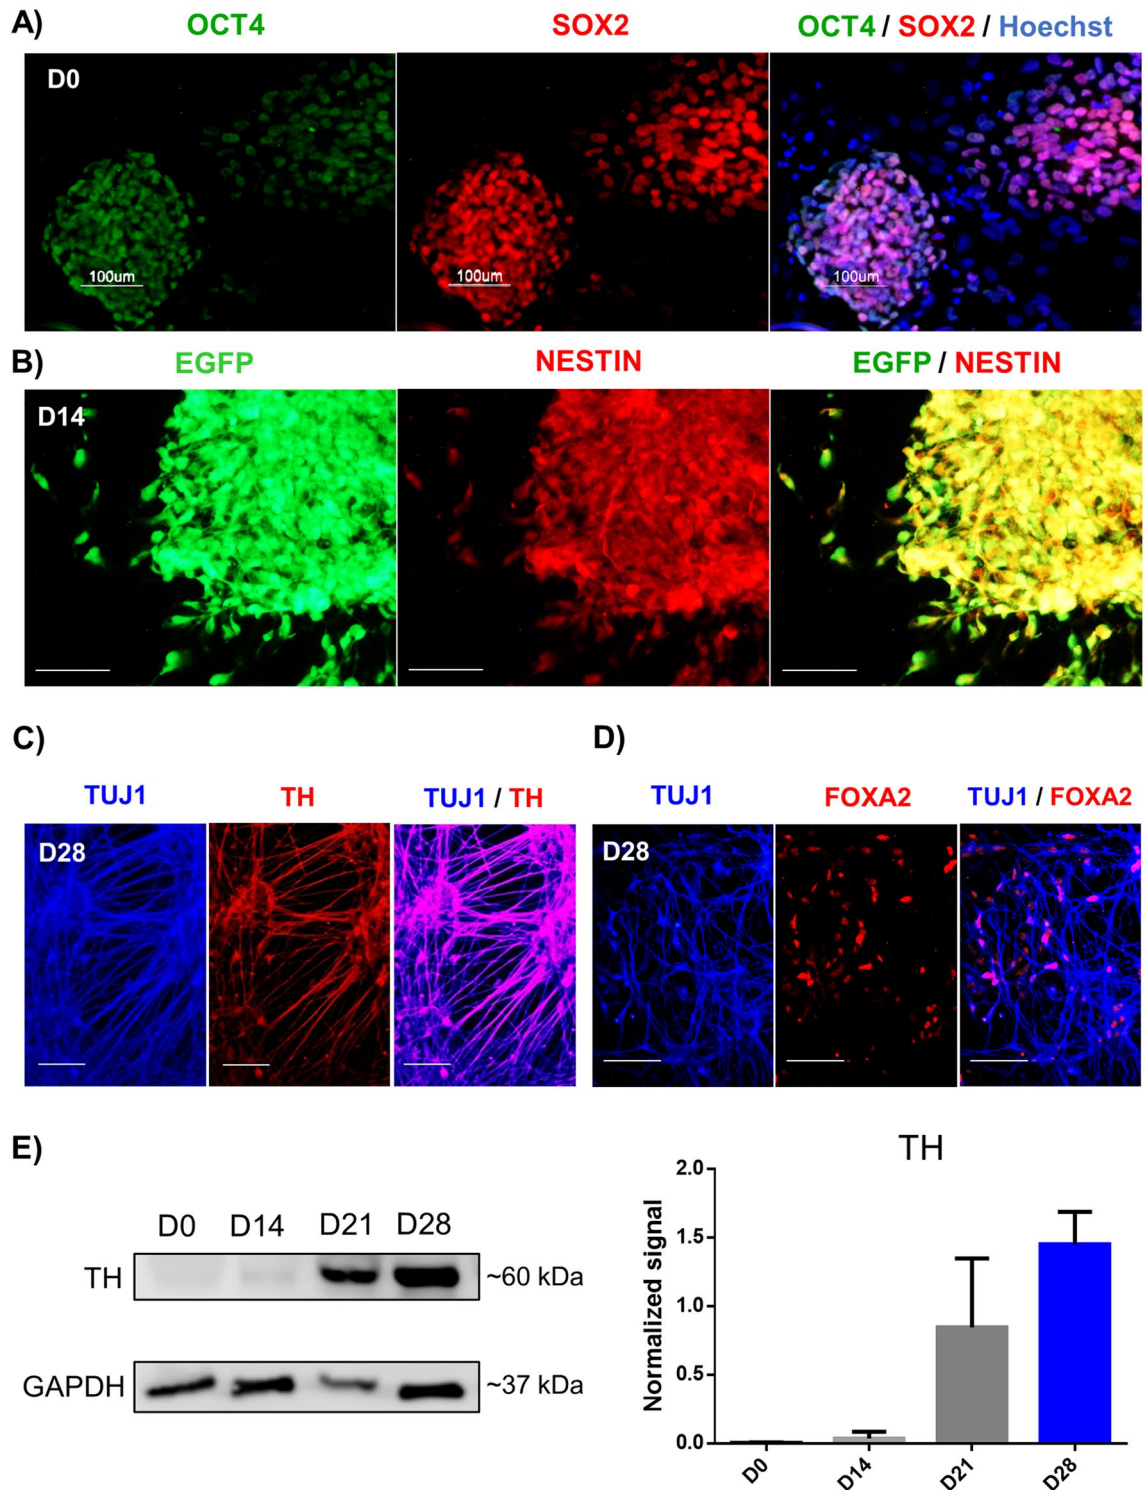 A) OCT4 SOX2 OCT4 / SOX2 / Hoechst
D0
100um 100um 100um
B) EGFP NESTIN EGFP / NESTIN
D14
C) D)
TUJ1 TH TUJ1 / TH TUJ1 FOXA2 TUJ1 / FOXA2
D28 D28
E)
D0 D14 D21 D28
TH ~60 kDa
GAPDH ~37 kDa
TH
Normalized signal
2.0
1.5
1.0
0.5
0.0
D0 D14 D21 D28